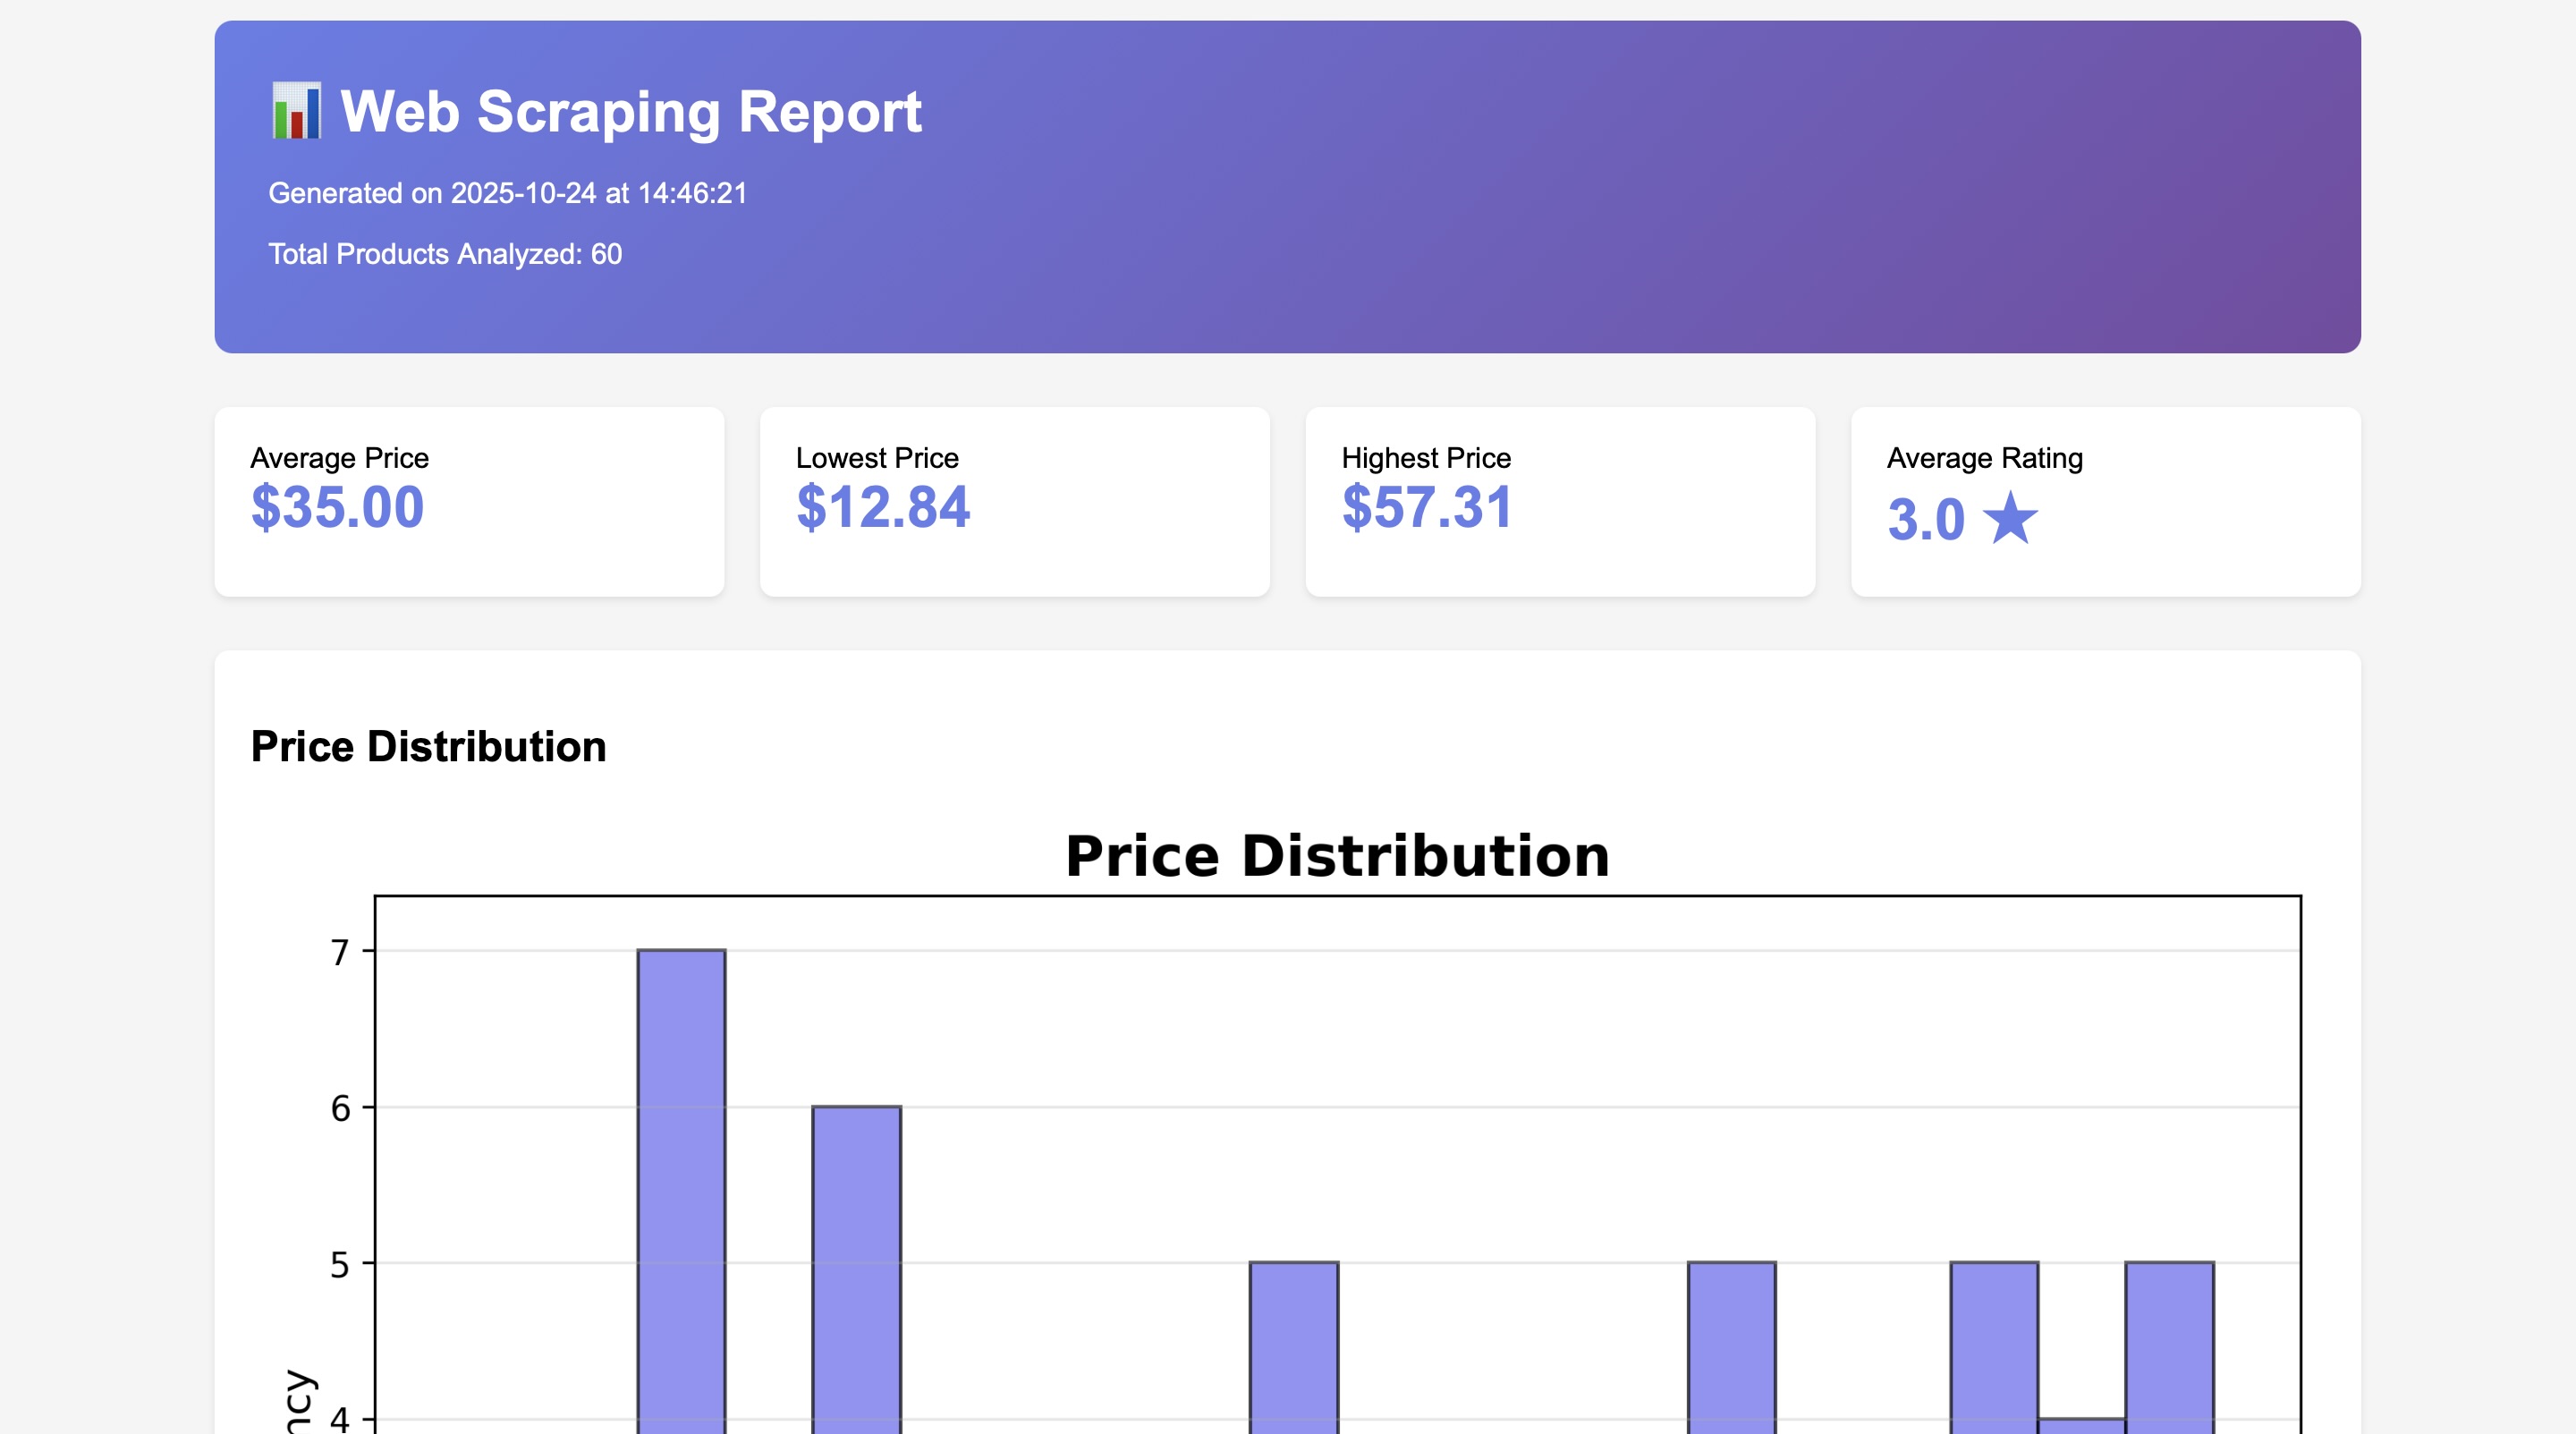 📊 Web Scraping Report
Generated on 2025-10-24 at 14:46:21
Total Products Analyzed: 60
Average Price
$35.00
Lowest Price
$12.84
Highest Price
$57.31
Average Rating
3.0 ★
Price Distribution
Price Distribution
7
6
5
4
ncy